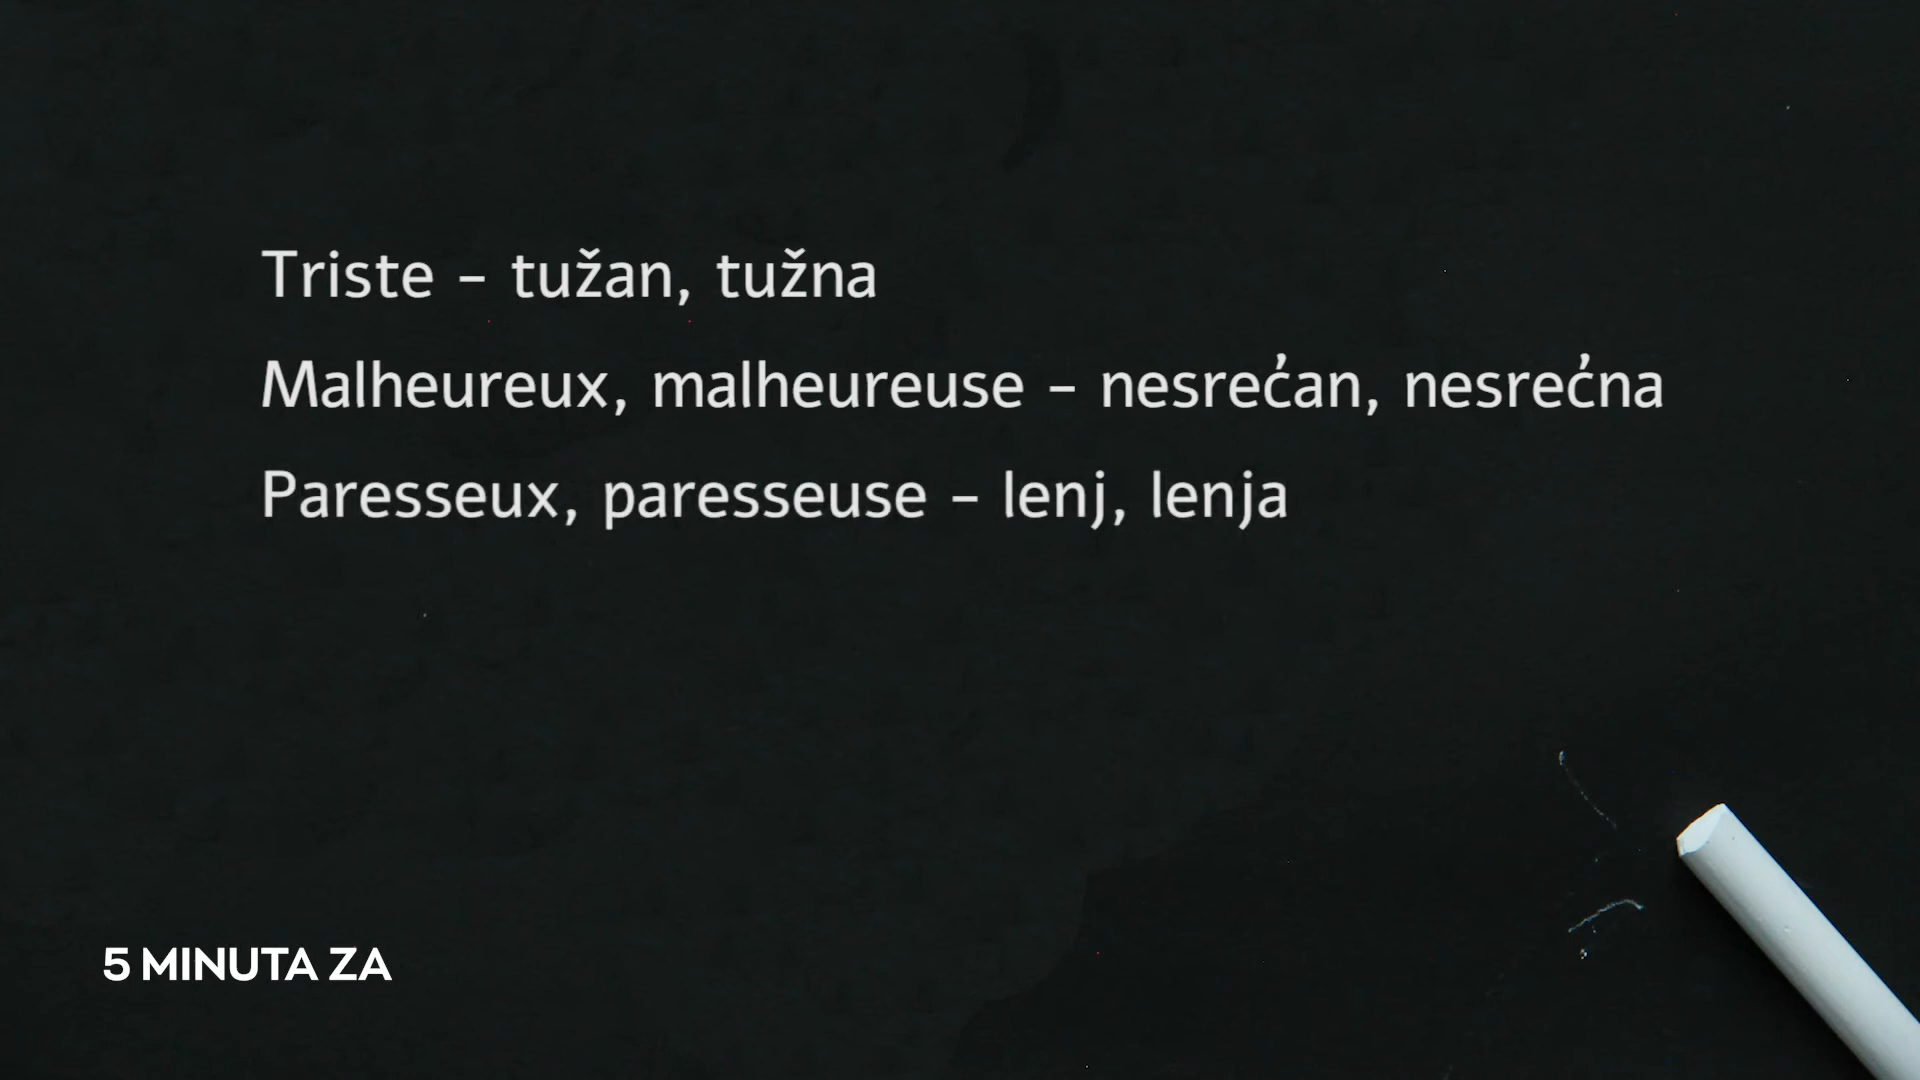 Triste – tužan, tužna
Malheureux, malheureuse – nesrećan, nesrećna
Paresseux, paresseuse – lenj, lenja
5 MINUTA ZA